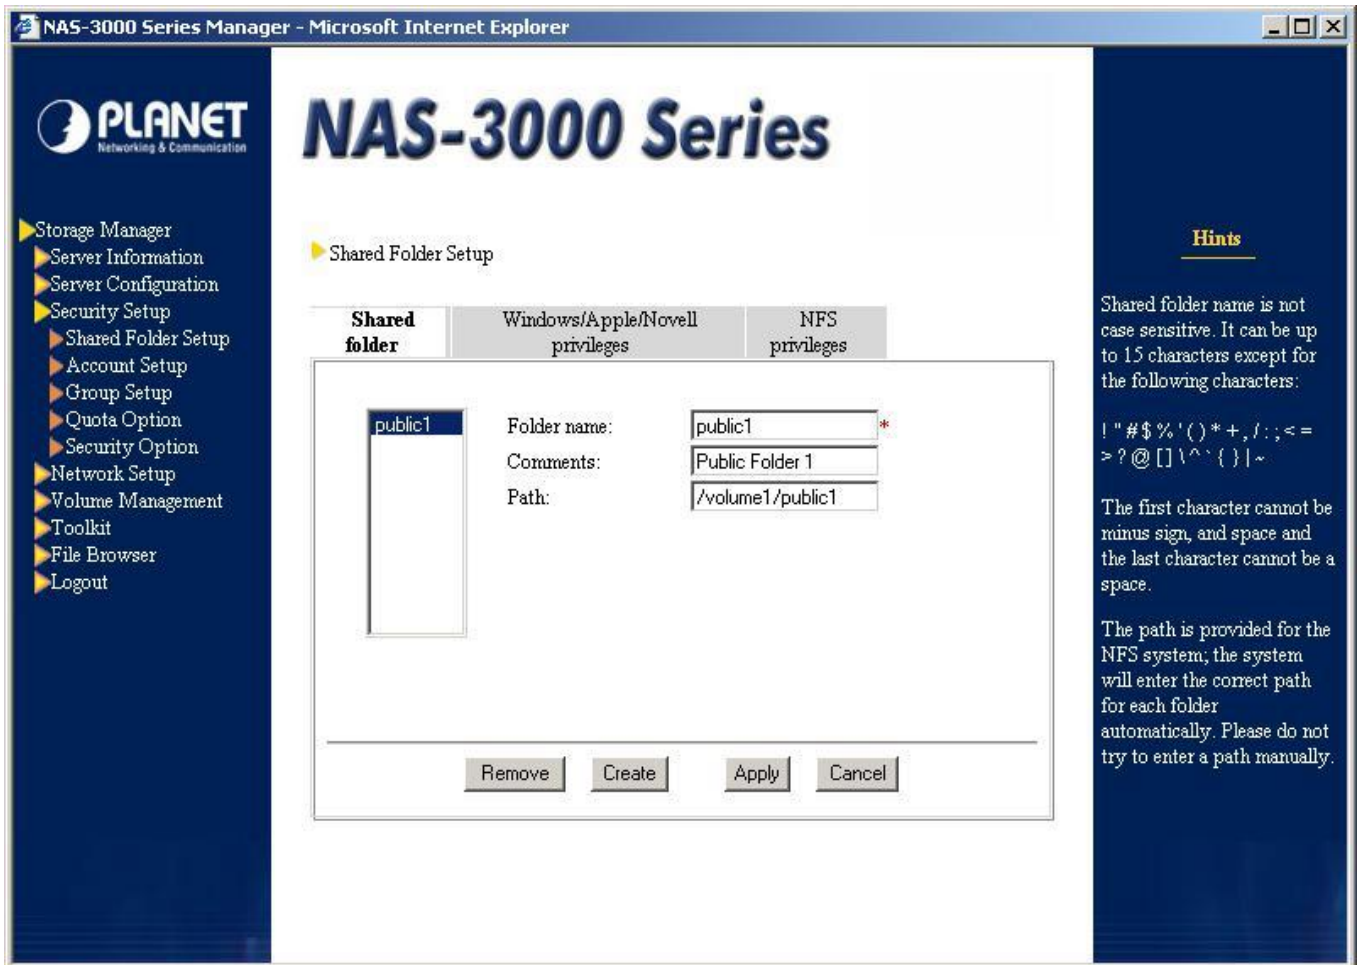 NAS-3000 Series Manager - Microsoft Internet Explorer
PLANET
Networking & Communication
NAS-3000 Series
Storage Manager
Server Information
Server Configuration
Security Setup
Shared Folder Setup
Account Setup
Group Setup
Quota Option
Security Option
Network Setup
Volume Management
Toolkit
File Browser
Logout
Shared Folder Setup
Shared
folder
Windows/Apple/Novell
privileges
NFS
privileges
public1
Folder name:
public1
*
Comments:
Public Folder 1
Path:
/volume1/public1
Remove
Create
Apply
Cancel
Hints
Shared folder name is not
case sensitive. It can be up
to 15 characters except for
the following characters:
! " # $ % ' ( ) * + , / : ; < =
> ? @ [ ] \ ^ ` { } | ~
The first character cannot be
minus sign, and space and
the last character cannot be a
space.
The path is provided for the
NFS system; the system
will enter the correct path
for each folder
automatically. Please do not
try to enter a path manually.